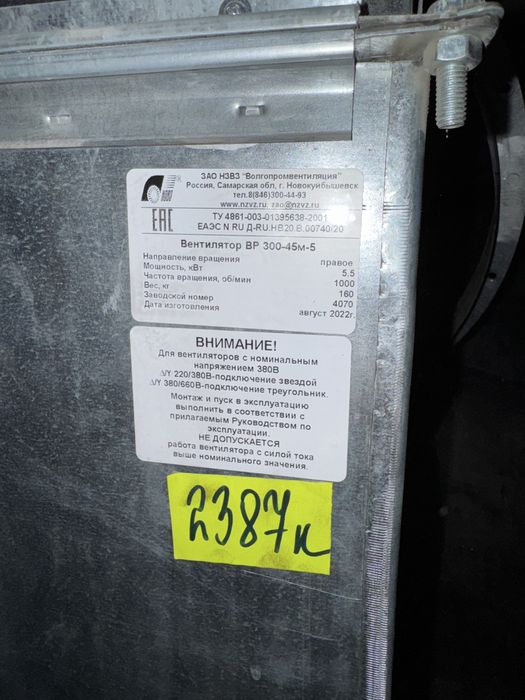 ЗАО НЗВЗ "Волгопромвентиляция"
Россия, Самарская обл, г. Новокуйбышевск
тел.8(846)300-44-93
www.nzvz.ru, zao@nzvz.ru
НЗВЗ
ЕАС
ТУ 4861-003-01395638-2001
ЕАЭС N RU Д-RU.НВ20.В.00740/20
Вентилятор ВР 300-45м-5
Направление вращения правое
Мощность, кВт 5.5
Частота вращения, об/мин 1000
Вес, кг 160
Заводской номер 4070
Дата изготовления август 2022г.
ВНИМАНИЕ!
Для вентиляторов с номинальным
напряжением 380В
Δ/Y 220/380В-подключение звездой
Δ/Y 380/660В-подключение треугольник.
Монтаж и пуск в эксплуатацию
выполнить в соответствии с
прилагаемым Руководством по
эксплуатации.
НЕ ДОПУСКАЕТСЯ
работа вентилятора с силой тока
выше номинального значения.
2387к